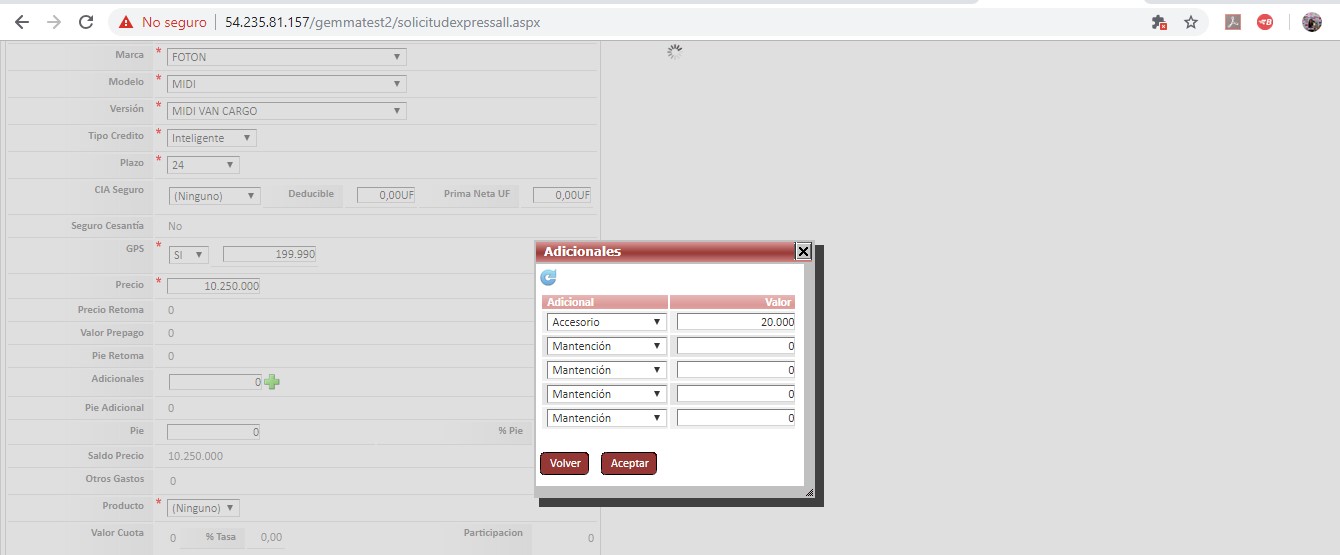 No seguro | 54.235.81.157/gemmatest2/solicitudexpressall.aspx
Marca * FOTON
Modelo * MIDI
Versión * MIDI VAN CARGO
Tipo Credito * Inteligente
Plazo * 24
CIA Seguro (Ninguno) Deducible 0,00UF Prima Neta UF 0,00UF
Seguro Cesantía No
GPS * SI 199.990
Precio * 10.250.000
Precio Retoma 0
Valor Prepago 0
Pie Retoma 0
Adicionales 0
Pie Adicional 0
Pie 0 % Pie
Saldo Precio 10.250.000
Otros Gastos 0
Producto * (Ninguno)
Valor Cuota 0 % Tasa 0,00 Participacion 0
Adicionales
Adicional Valor
Accesorio 20.000
Mantención 0
Mantención 0
Mantención 0
Mantención 0
Volver Aceptar